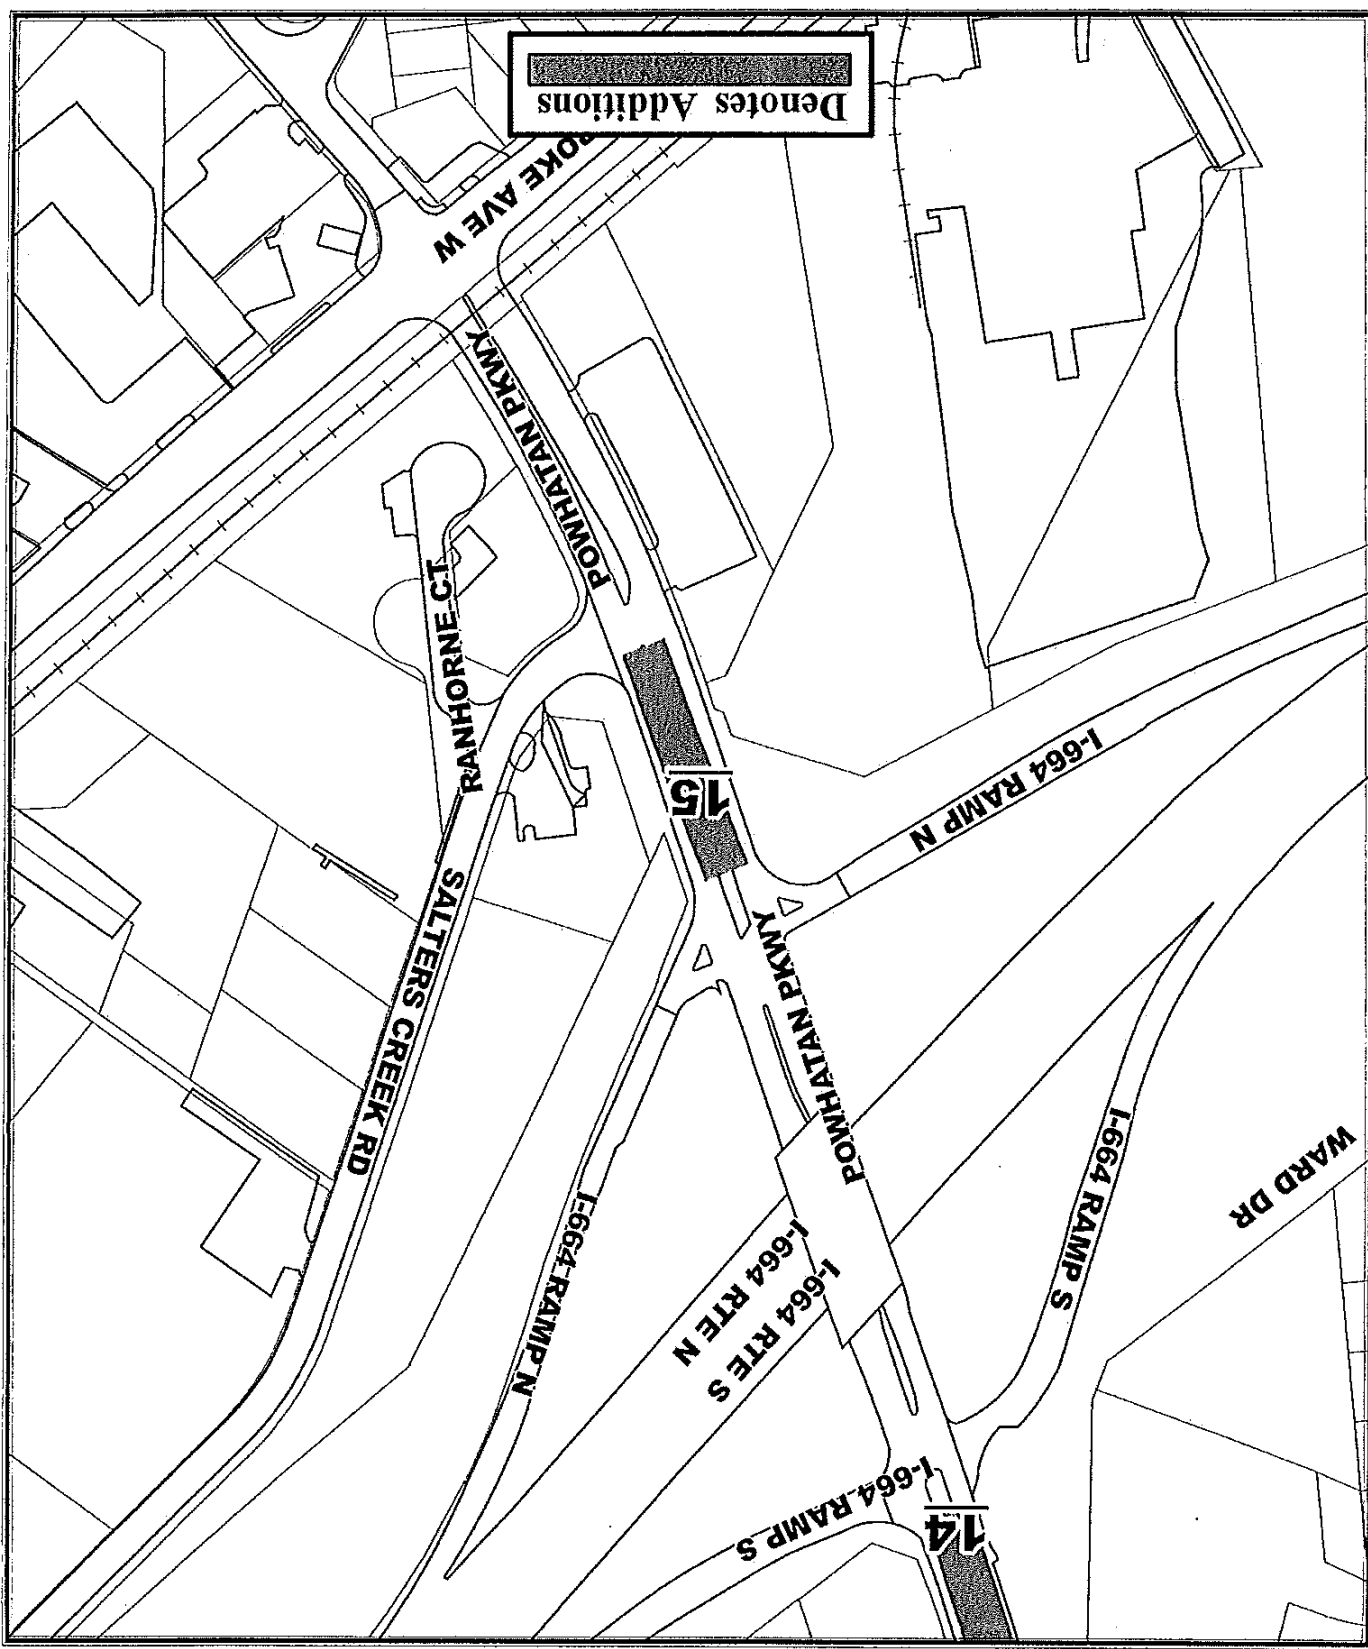 14
I-664 RAMP S
I-664 RAMP S
WARD DR
I-664 RTE S
I-664 RTE N
I-664 RAMP N
POWHATAN PKWY
SALTERS CREEK RD
I-664 RAMP N
15
RANHORNE CT
POWHATAN PKWY
OKE AVE W
Denotes Additions